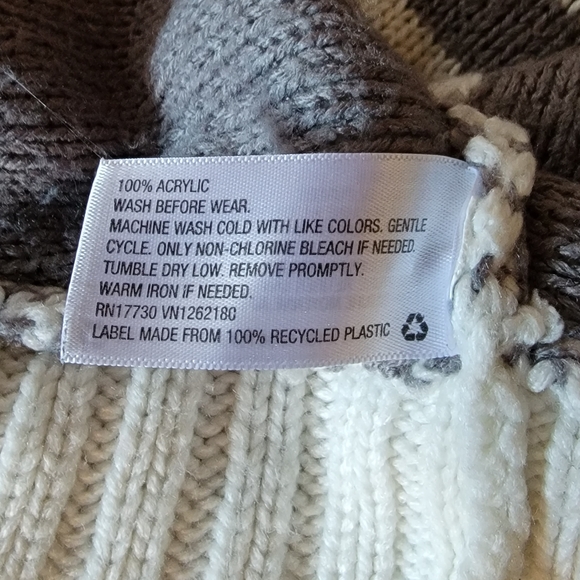 100% ACRYLIC
WASH BEFORE WEAR.
MACHINE WASH COLD WITH LIKE COLORS. GENTLE
CYCLE. ONLY NON-CHLORINE BLEACH IF NEEDED.
TUMBLE DRY LOW. REMOVE PROMPTLY.
WARM IRON IF NEEDED.
RN17730 VN126218G
LABEL MADE FROM 100% RECYCLED PLASTIC